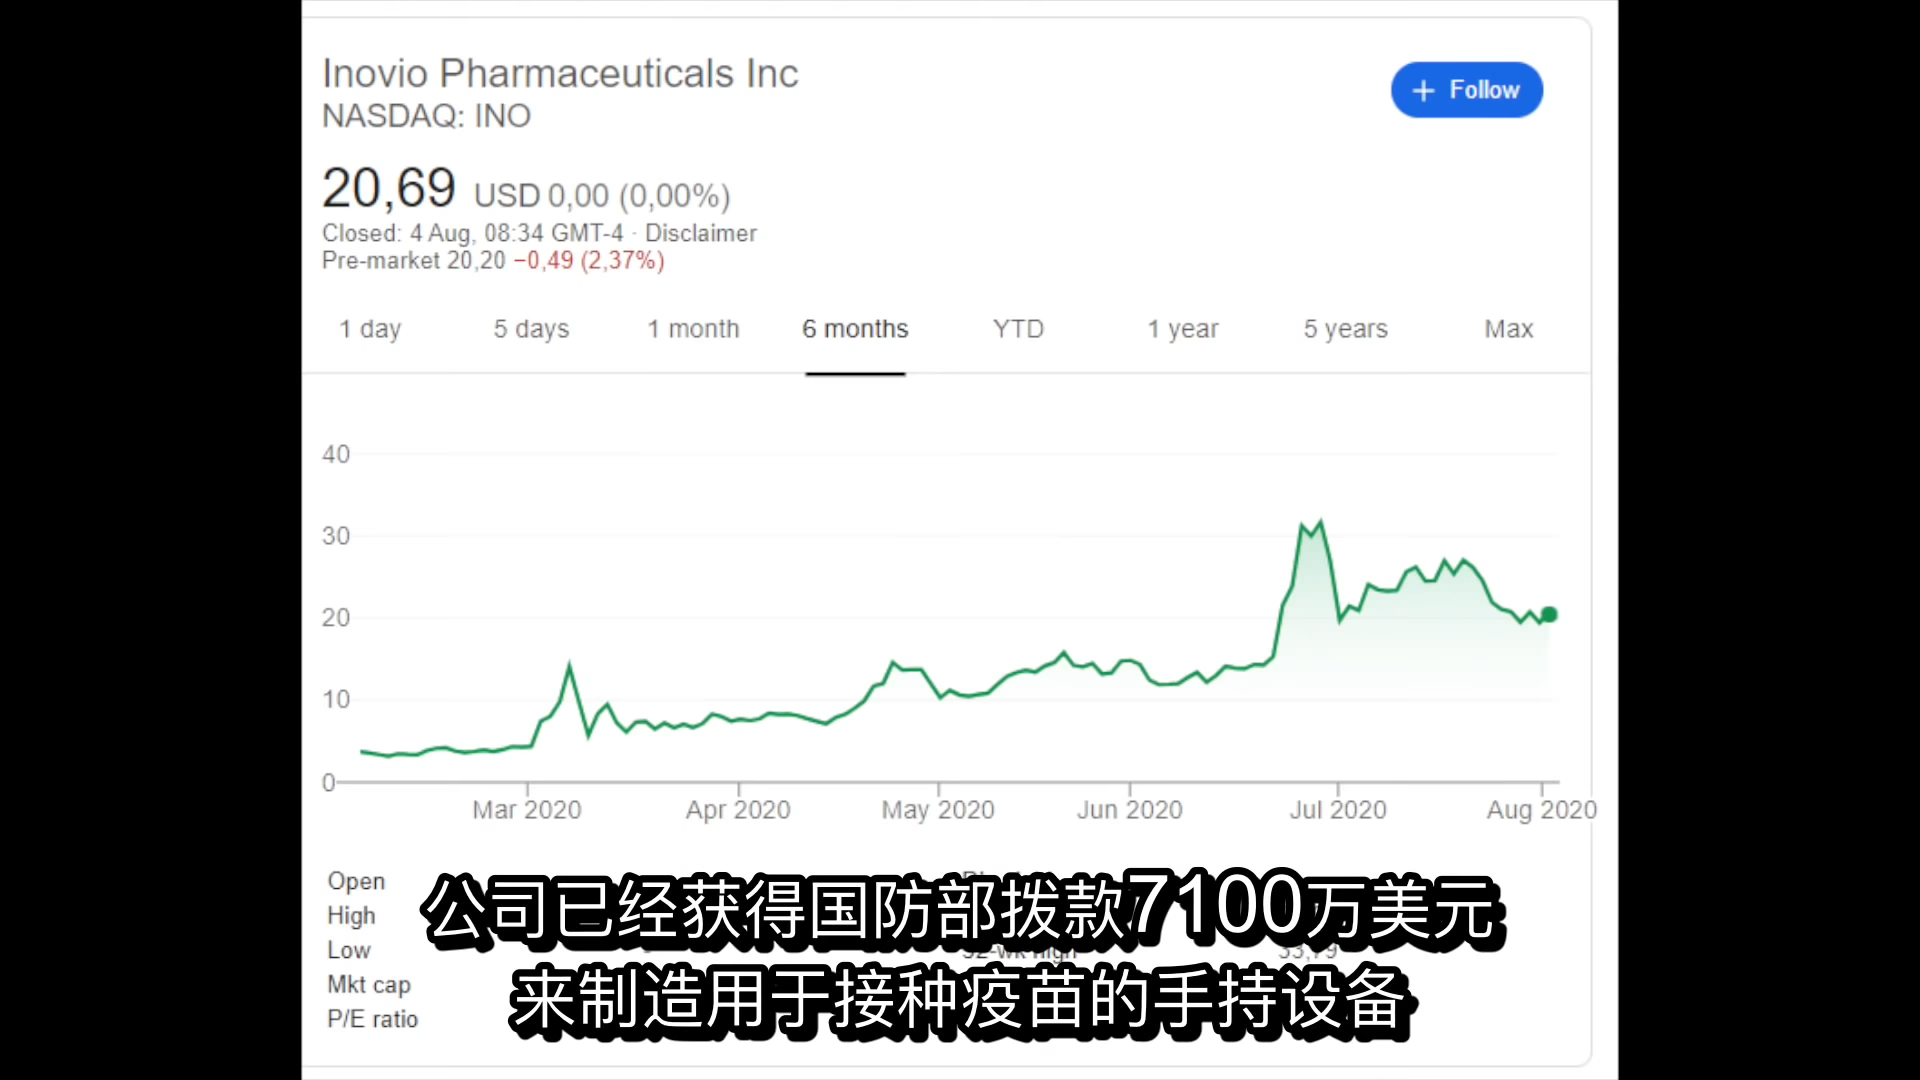 Inovio Pharmaceuticals Inc
NASDAQ: INO
+ Follow
20,69 USD 0,00 (0,00%)
Closed: 4 Aug, 08:34 GMT-4 · Disclaimer
Pre-market 20,20 −0,49 (2,37%)
1 day 5 days 1 month 6 months YTD 1 year 5 years Max
40
30
20
10
0
Mar 2020 Apr 2020 May 2020 Jun 2020 Jul 2020 Aug 2020
Open
High
Low 52-wk high 33,79
Mkt cap
P/E ratio
公司已经获得国防部拨款7100万美元
来制造用于接种疫苗的手持设备